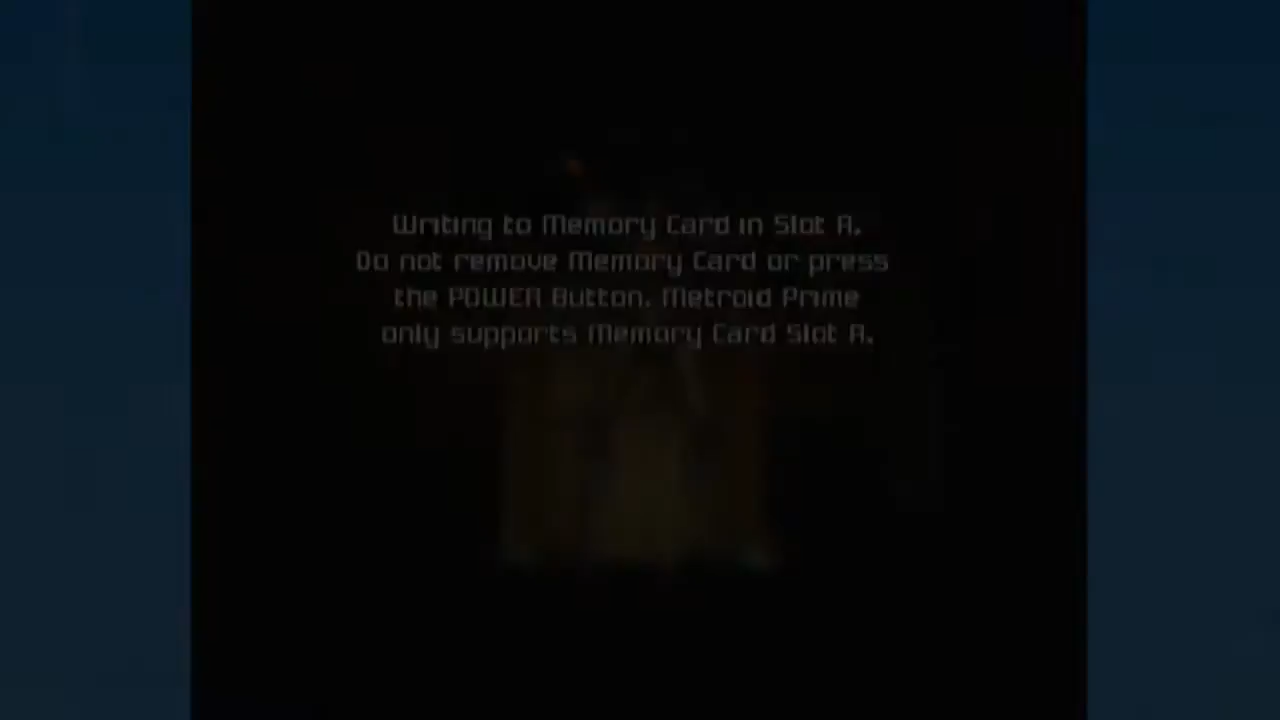 Writing to Memory Card in Slot A.
Do not remove Memory Card or press
the POWER Button. Metroid Prime
only supports Memory Card Slot A.